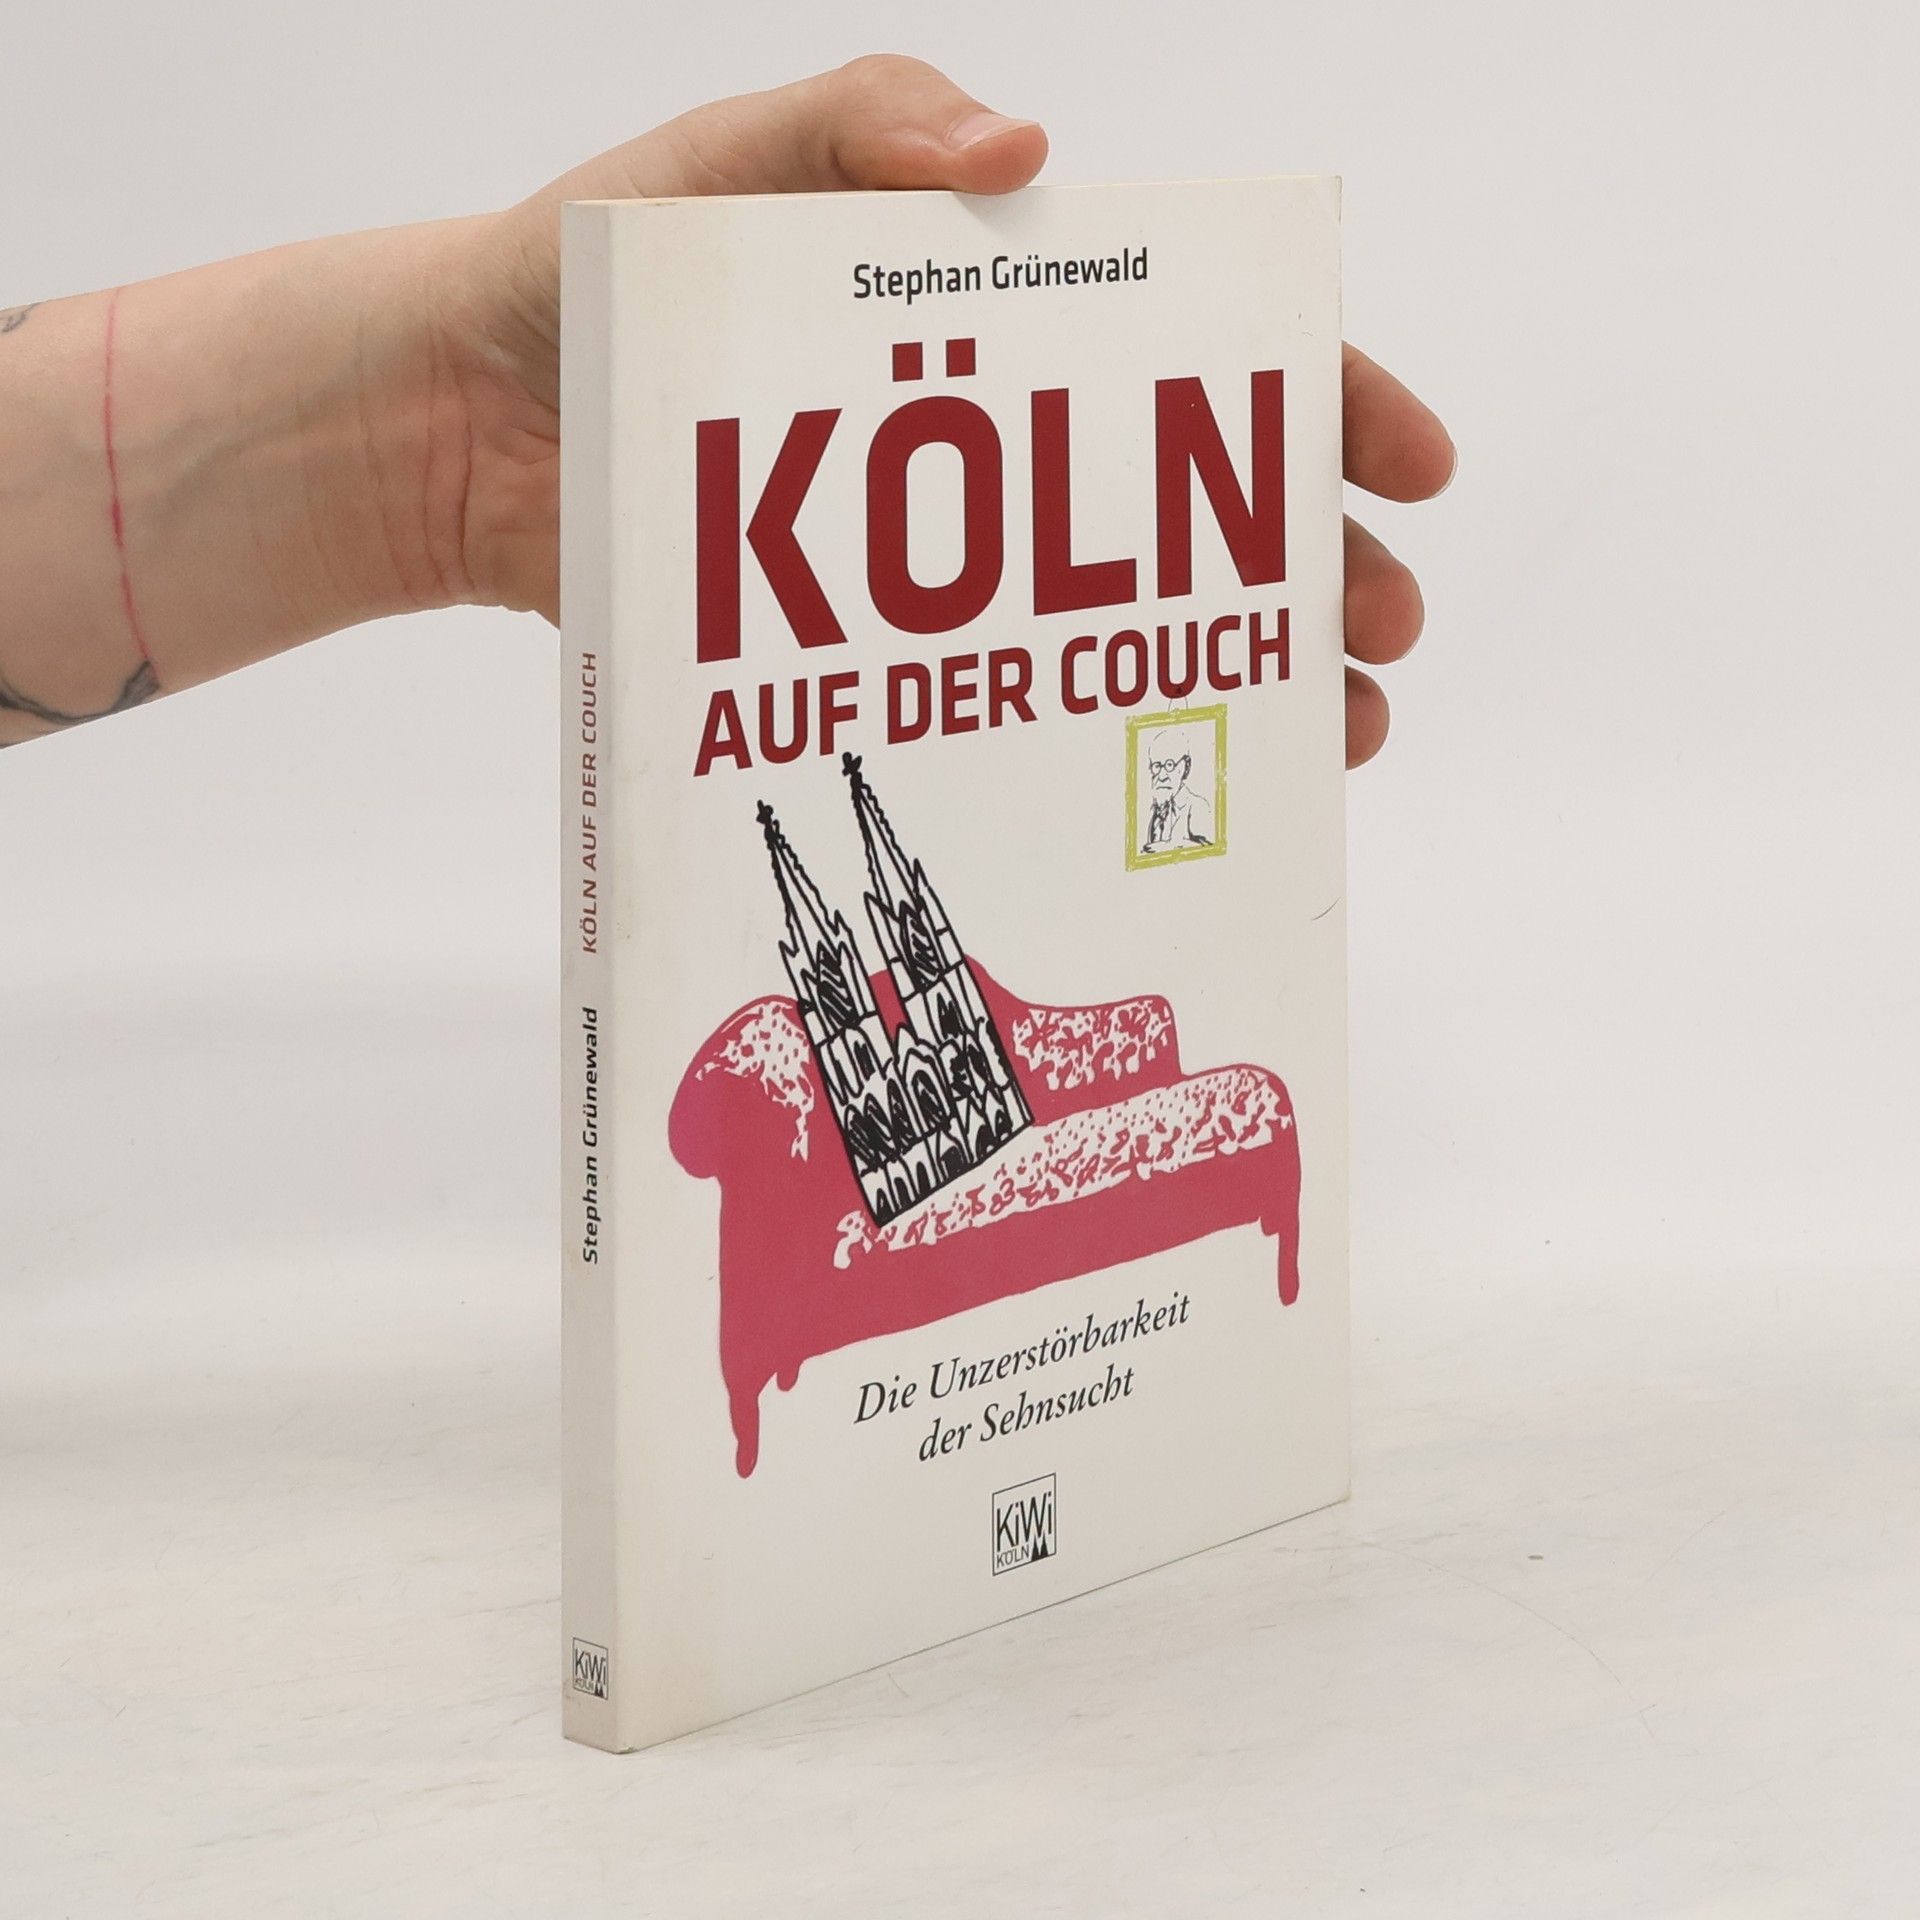 Stephan Grünewald
KÖLN
AUF DER COUCH
Die Unzerstörbarkeit
der Sehnsucht
KiWi
KÖLN
Stephan Grünewald KÖLN AUF DER COUCH
KiWi
KÖLN